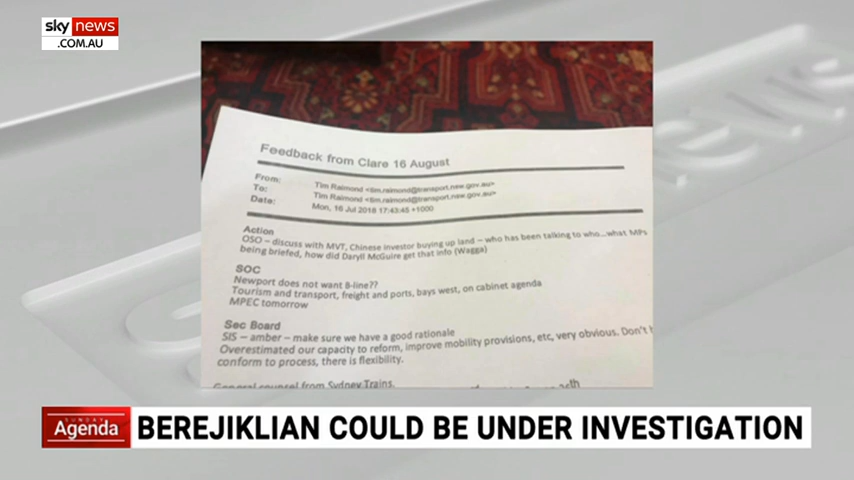 sky news
.COM.AU
Feedback from Clare 16 August
From: Tim Raimond <tim.raimond@transport.nsw.gov.au>
To: Tim Raimond <tim.raimond@transport.nsw.gov.au>
Date: Mon, 16 Jul 2018 17:43:45 +1000
Action
OSO – discuss with MVT, Chinese investor buying up land – who has been talking to who...what MPs
being briefed, how did Daryll McGuire get that info (Wagga)
SOC
Newport does not want B-line??
Tourism and transport, freight and ports, bays west, on cabinet agenda
MPEC tomorrow
Sec Board
SIS – amber – make sure we have a good rationale
Overestimated our capacity to reform, improve mobility provisions, etc, very obvious. Don't
conform to process, there is flexibility.
General counsel from Sydney Trains.
SUNDAY
Agenda
BEREJIKLIAN COULD BE UNDER INVESTIGATION